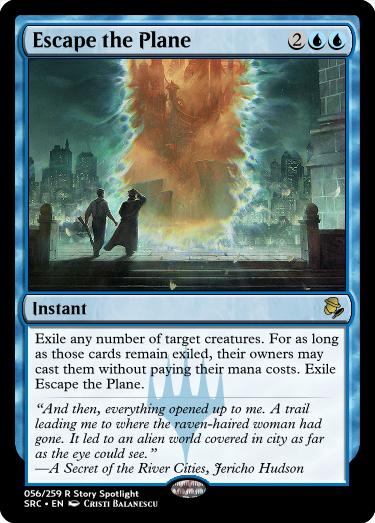 Escape the Plane 2UU
Instant
Exile any number of target creatures. For as long
as those cards remain exiled, their owners may
cast them without paying their mana costs. Exile
Escape the Plane.
“And then, everything opened up to me. A trail
leading me to where the raven-haired woman had
gone. It led to an alien world covered in city as far
as the eye could see.”
—A Secret of the River Cities, Jericho Hudson
056/259 R Story Spotlight
SRC • EN Cristi Balanescu